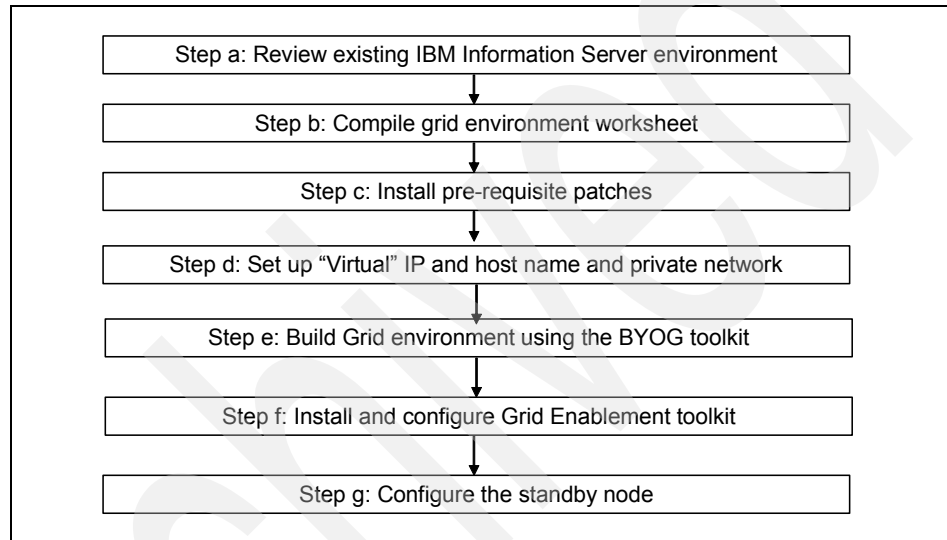 Step a: Review existing IBM Information Server environment
Step b: Compile grid environment worksheet
Step c: Install pre-requisite patches
Step d: Set up “Virtual” IP and host name and private network
Step e: Build Grid environment using the BYOG toolkit
Step f: Install and configure Grid Enablement toolkit
Step g: Configure the standby node